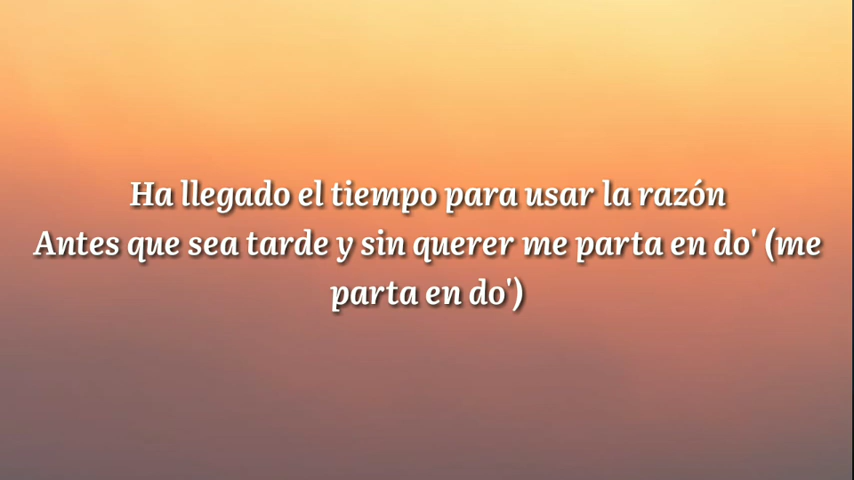 Ha llegado el tiempo para usar la razón
Antes que sea tarde y sin querer me parta en do' (me
parta en do')